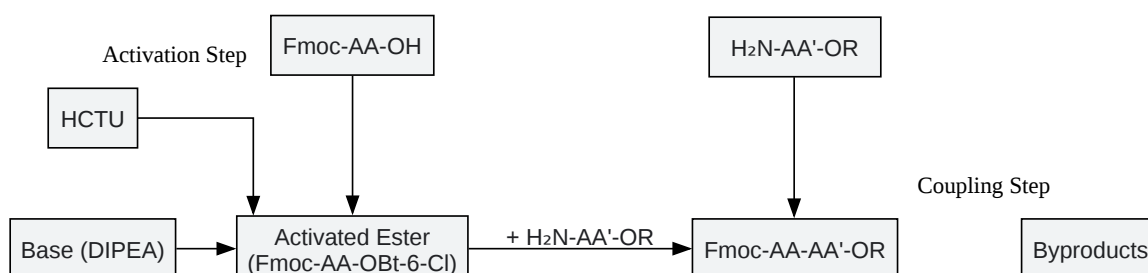 Activation Step
Fmoc-AA-OH
H₂N-AA'-OR
HCTU
Coupling Step
Base (DIPEA)
Activated Ester
(Fmoc-AA-OBt-6-Cl)
+ H₂N-AA'-OR
Fmoc-AA-AA'-OR
Byproducts